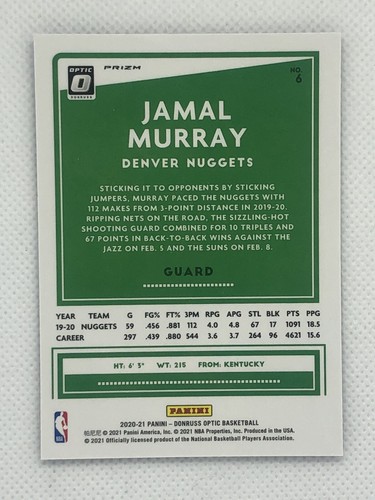 OPTIC
DONRUSS
PRIZM
NO.
6
JAMAL
MURRAY
DENVER NUGGETS
STICKING IT TO OPPONENTS BY STICKING
JUMPERS, MURRAY PACED THE NUGGETS WITH
112 MAKES FROM 3-POINT DISTANCE IN 2019-20.
RIPPING NETS ON THE ROAD, THE SIZZLING-HOT
SHOOTING GUARD COMBINED FOR 10 TRIPLES AND
67 POINTS IN BACK-TO-BACK WINS AGAINST THE
JAZZ ON FEB. 5 AND THE SUNS ON FEB. 8.
GUARD
YEAR TEAM G FG% FT% 3PM RPG APG STL BLK PTS PPG
19-20 NUGGETS 59 .456 .881 112 4.0 4.8 67 17 1091 18.5
CAREER 297 .439 .880 544 3.6 3.7 264 96 4621 15.6
HT: 6' 5" WT: 215 FROM: KENTUCKY
PANINI
2020-21 PANINI - DONRUSS OPTIC BASKETBALL
帕尼尼 © 2021 Panini America, Inc. © 2021 NBA Properties, Inc. Produced in the USA.
© 2021 Officially licensed product of the National Basketball Players Association.
NBA